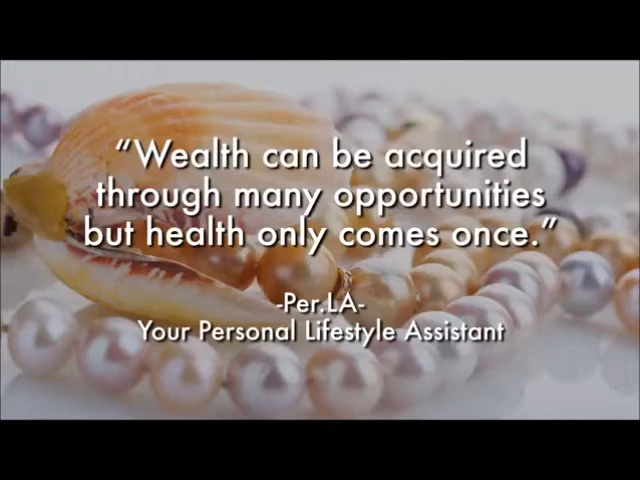 “Wealth can be acquired
through many opportunities
but health only comes once.”
-Per.LA-
Your Personal Lifestyle Assistant